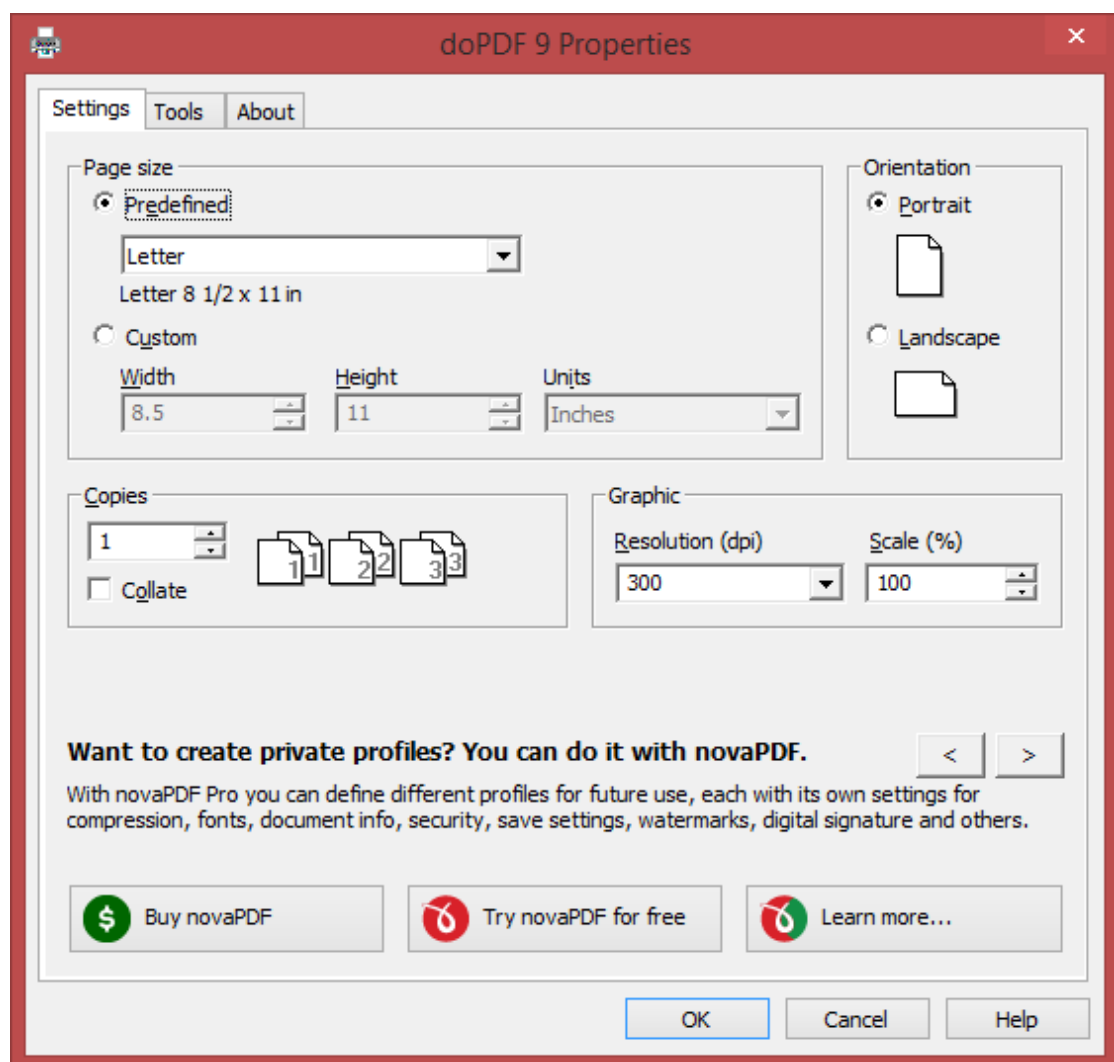 doPDF 9 Properties
Settings Tools About
Page size
Predefined
Letter
Letter 8 1/2 x 11 in
Custom
Width Height Units
8.5 11 Inches
Orientation
Portrait
Landscape
Copies
1
Collate
1 1 2 2 3 3
Graphic
Resolution (dpi) Scale (%)
300 100
Want to create private profiles? You can do it with novaPDF.
< >
With novaPDF Pro you can define different profiles for future use, each with its own settings for
compression, fonts, document info, security, save settings, watermarks, digital signature and others.
$ Buy novaPDF Try novaPDF for free Learn more...
OK Cancel Help